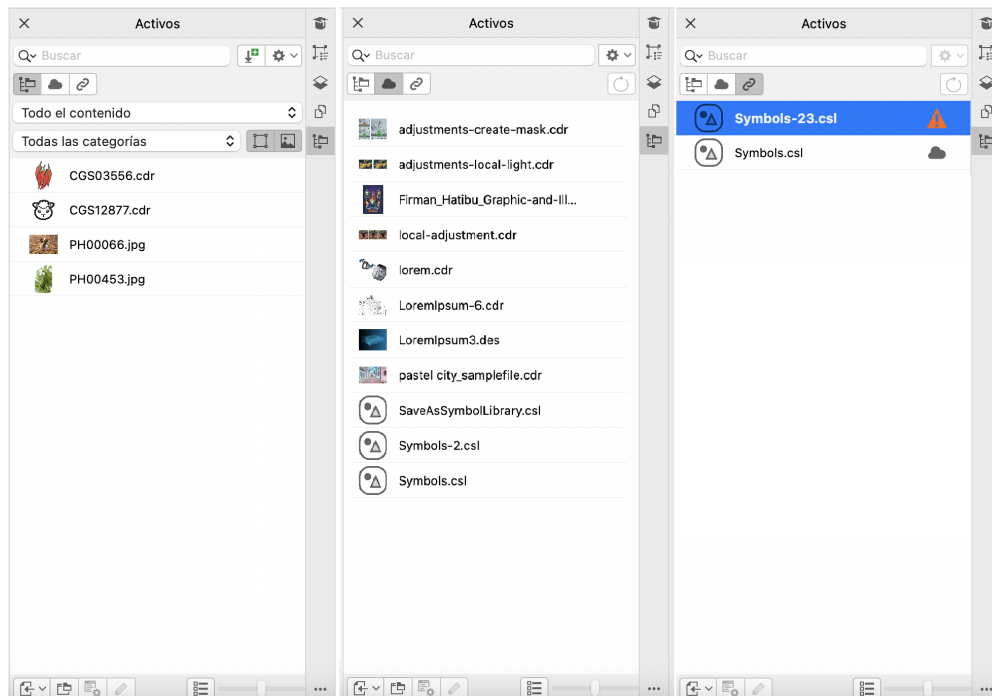 Activos
Buscar
Todo el contenido
Todas las categorías
CGS03556.cdr
CGS12877.cdr
PH00066.jpg
PH00453.jpg
Activos
Buscar
adjustments-create-mask.cdr
adjustments-local-light.cdr
Firman_Hatibu_Graphic-and-Ill...
local-adjustment.cdr
lorem.cdr
LoremIpsum-6.cdr
LoremIpsum3.des
pastel city_samplefile.cdr
SaveAsSymbolLibrary.csl
Symbols-2.csl
Symbols.csl
Activos
Buscar
Symbols-23.csl
Symbols.csl